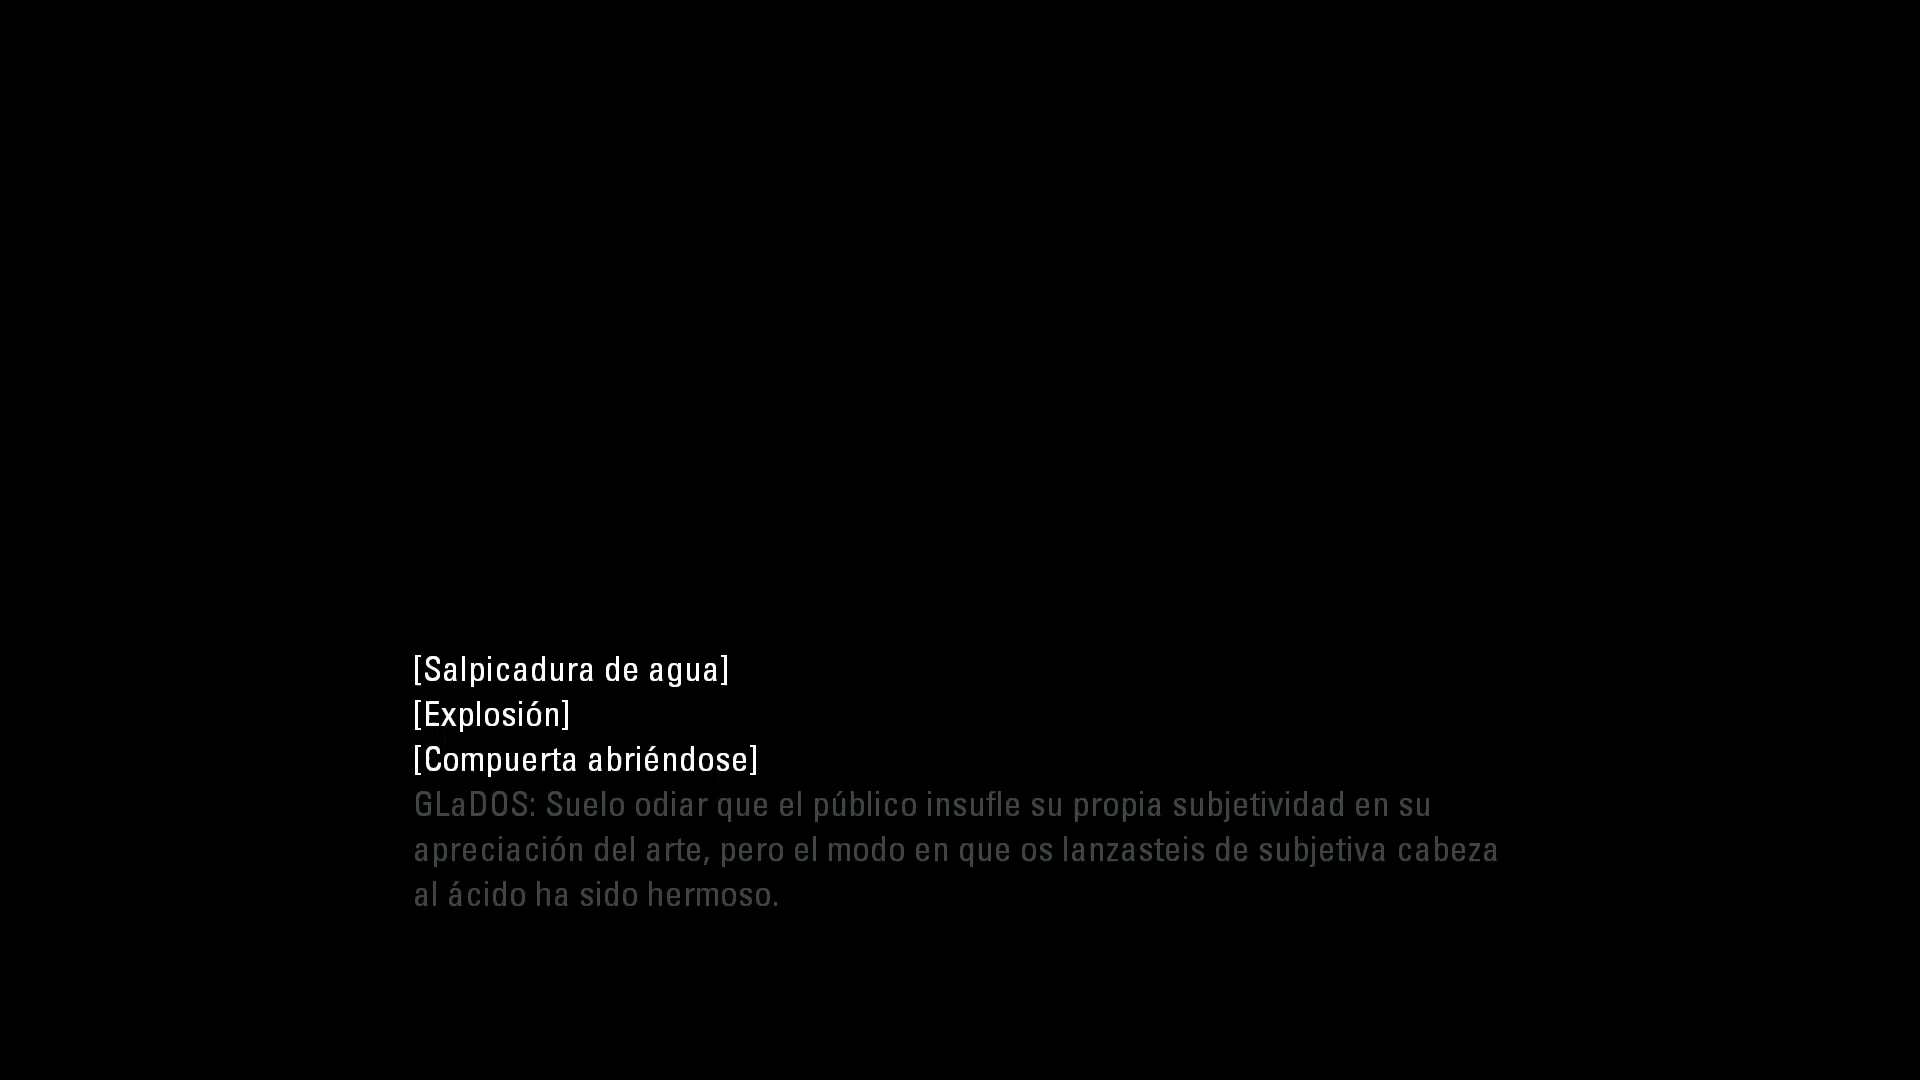 [Salpicadura de agua]
[Explosión]
[Compuerta abriéndose]
GLaDOS: Suelo odiar que el público insufle su propia subjetividad en su
apreciación del arte, pero el modo en que os lanzasteis de subjetiva cabeza
al ácido ha sido hermoso.